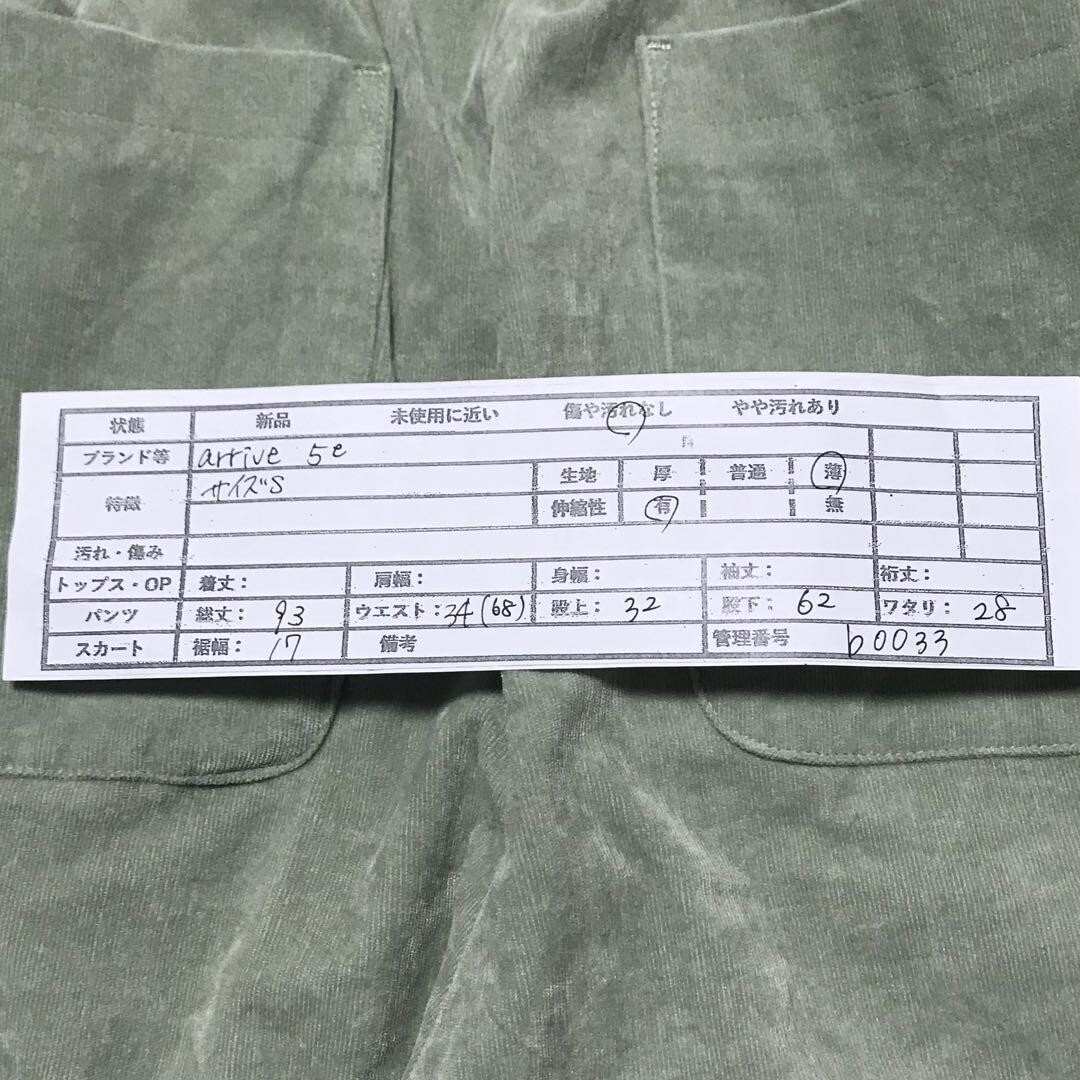 状態 新品 未使用に近い 傷や汚れなし やや汚れあり
ブランド等 arrive 5e
特徴 サイズS 生地 厚 普通 薄
伸縮性 有 無
汚れ・傷み
トップス・OP 着丈： 肩幅： 身幅： 袖丈： 裄丈：
パンツ 総丈：93 ウエスト：34(68) 股上：32 股下：62 ワタリ：28
スカート 裾幅：17 備考 管理番号 b0033